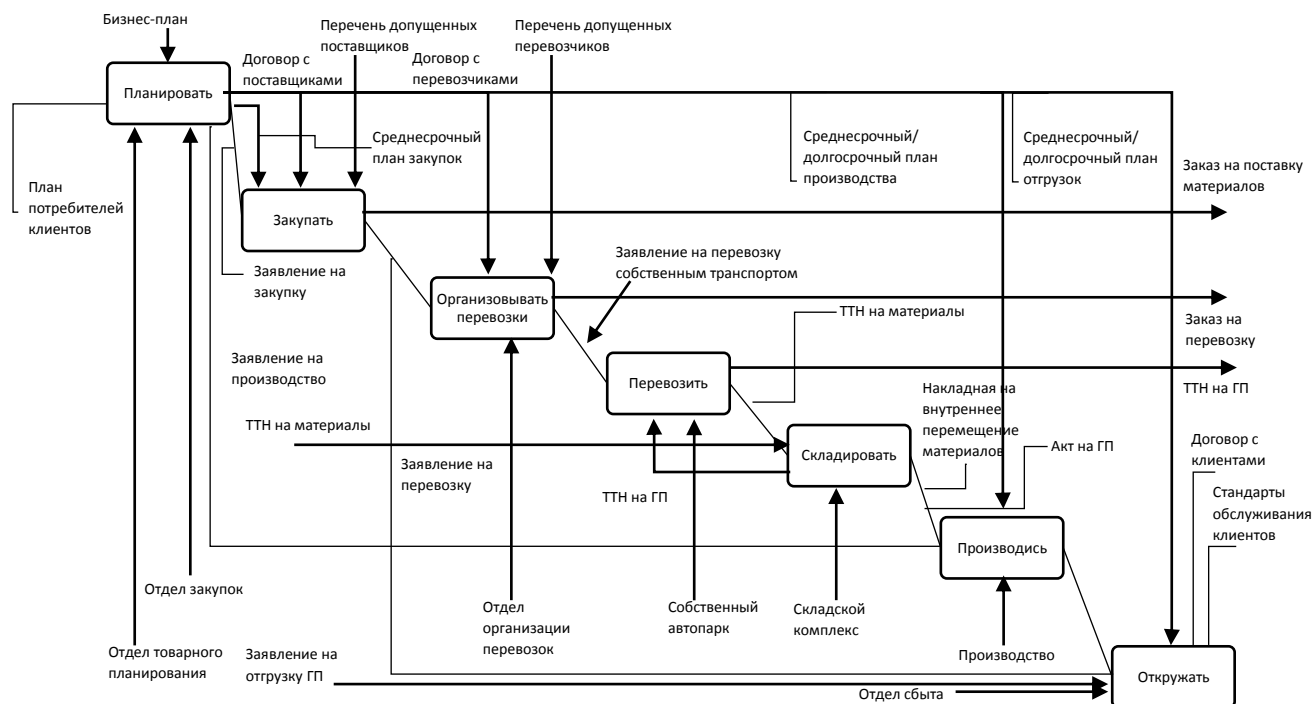 Бизнес-план
Перечень допущенных
поставщиков
Перечень допущенных
перевозчиков
Договор с
поставщиками
Договор с
перевозчиками
Планировать
Среднесрочный
план закупок
Среднесрочный/
долгосрочный план
производства
Среднесрочный/
долгосрочный план
отгрузок
Заказ на поставку
материалов
План
потребителей
клиентов
Закупать
Заявление на
закупку
Заявление на перевозку
собственным транспортом
Организовывать
перевозки
ТТН на материалы
Заказ на
перевозку
Заявление на
производство
Перевозить
ТТН на ГП
Накладная на
внутреннее
перемещение
материалов
ТТН на материалы
Заявление на
перевозку
Складировать
Акт на ГП
Договор с
клиентами
ТТН на ГП
Стандарты
обслуживания
клиентов
Производись
Отдел закупок
Отдел
организации
перевозок
Собственный
автопарк
Складской
комплекс
Производство
Отдел товарного
планирования
Заявление на
отгрузку ГП
Откружать
Отдел сбыта